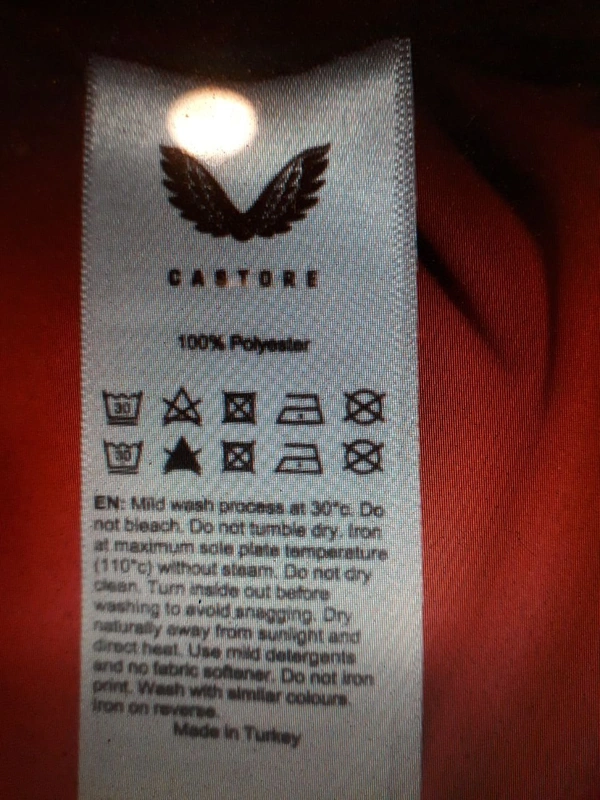 CASTORE
100% Polyester
30
30
EN: Mild wash process at 30°c. Do
not bleach. Do not tumble dry. Iron
at maximum sole plate temperature
(110°c) without steam. Do not dry
clean. Turn inside out before
washing to avoid snagging. Dry
naturally away from sunlight and
direct heat. Use mild detergents
and no fabric softener. Do not iron
print. Wash with similar colours.
Iron on reverse.
Made in Turkey